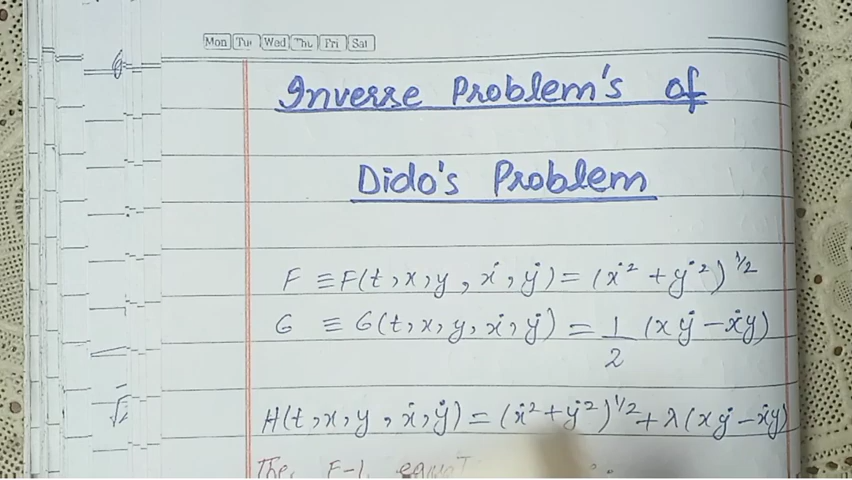 Mon Tu Wed Thu Fri Sat
Inverse Problem's of
Dido's Problem
F ≡ F(t,x,y,ẋ,ẏ) = (ẋ² + ẏ²)^1/2
G ≡ G(t,x,y,ẋ,ẏ) = 1/2 (xẏ - ẋy)
H(t,x,y,ẋ,ẏ) = (ẋ² + ẏ²)^1/2 + λ(xẏ - ẋy)
The E-L